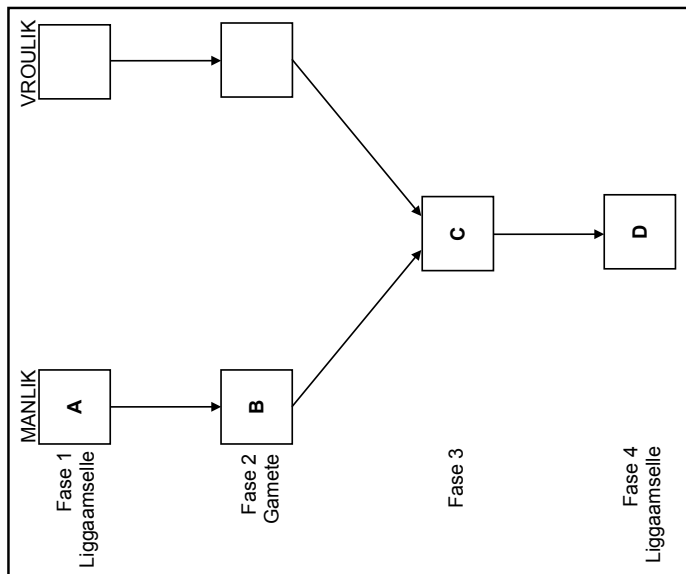 MANLIK
VROULIK
Fase 1
Liggaamselle
A
Fase 2
Gamete
B
Fase 3
C
Fase 4
Liggaamselle
D